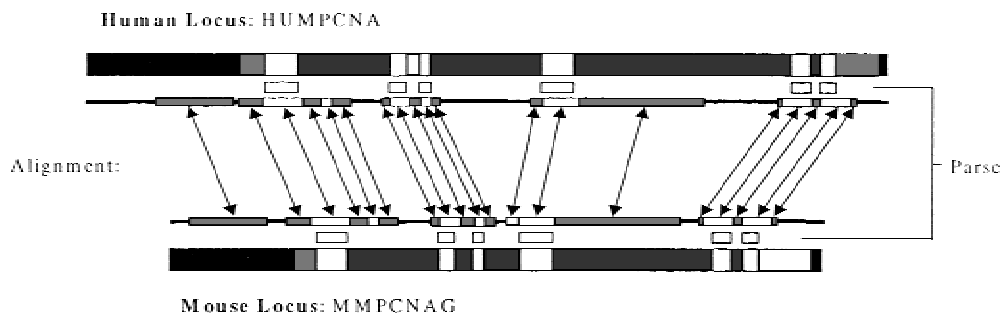 Human Locus: HUMPCNA
Alignment:
Parse
Mouse Locus: MMPCNAG